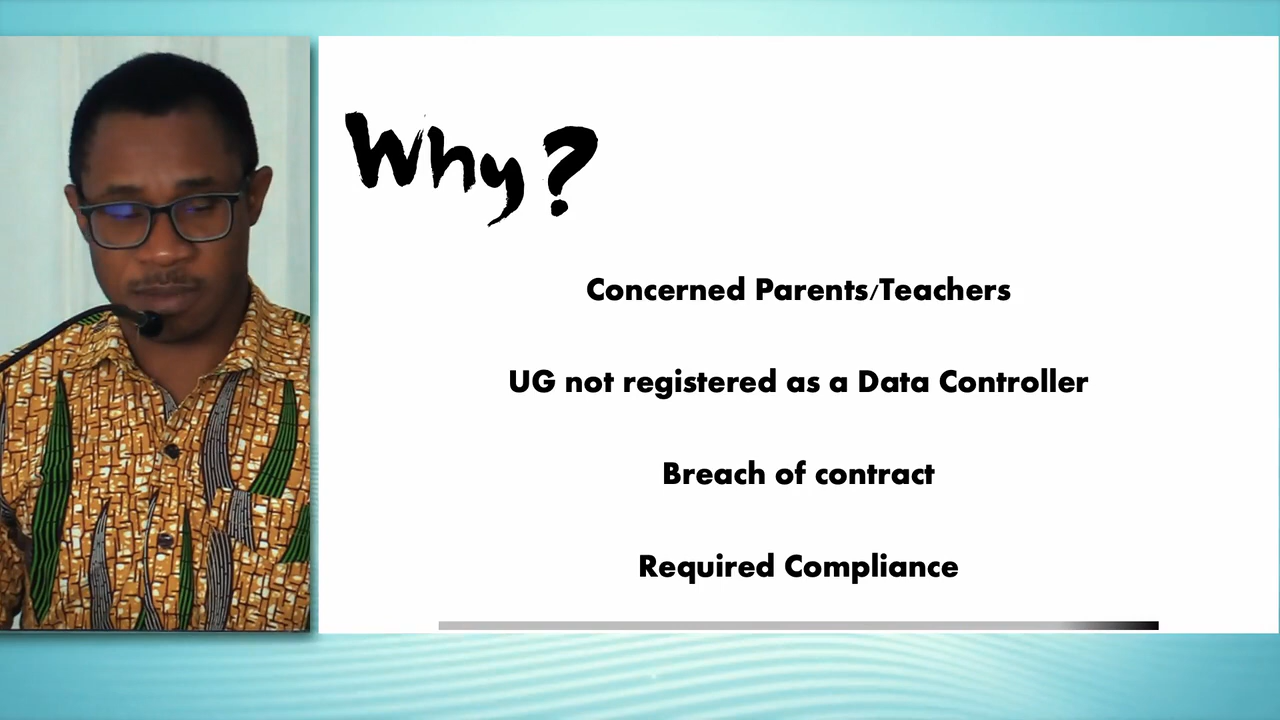 Why?
Concerned Parents/Teachers
UG not registered as a Data Controller
Breach of contract
Required Compliance